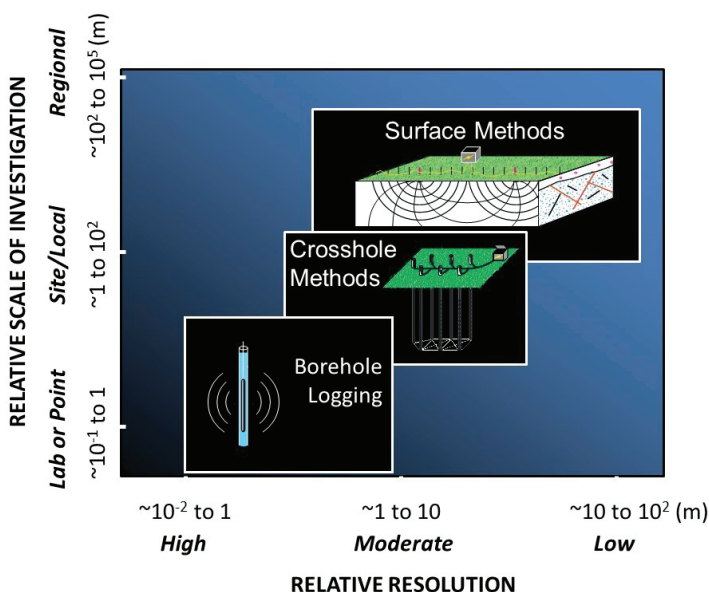 RELATIVE SCALE OF INVESTIGATION
Regional
~10² to 10⁵ (m)
Site/Local
~1 to 10²
Lab or Point
~10⁻¹ to 1
Surface Methods
Crosshole
Methods
Borehole
Logging
~10⁻² to 1
~1 to 10
~10 to 10² (m)
High
Moderate
Low
RELATIVE RESOLUTION